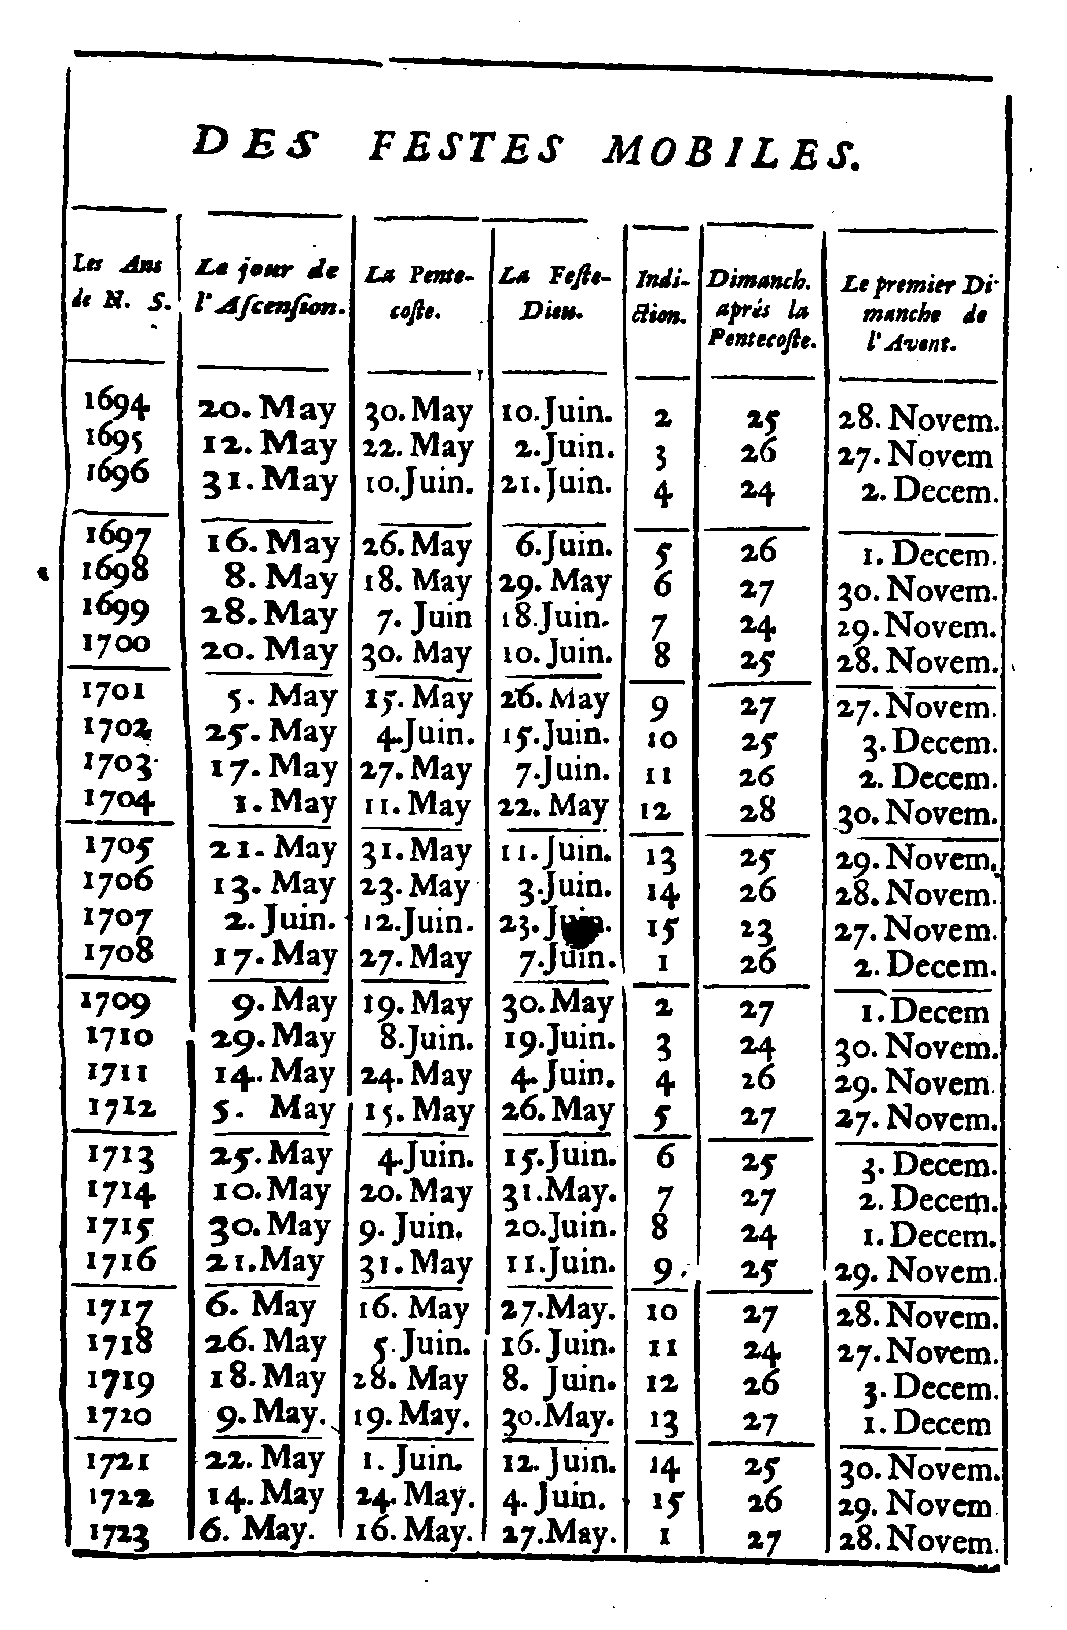 DES FESTES MOBILES.
Les Ans de N. S. | Le jour de l'Ascension. | La Pentecoste. | La Feste-Dieu. | Indiction. | Dimanch. aprés la Pentecoste. | Le premier Dimanche de l'Avent.
1694 20. May 30. May 10. Juin. 2 25 28. Novem.
1695 12. May 22. May 2. Juin. 3 26 27. Novem
1696 31. May 10. Juin. 21. Juin. 4 24 2. Decem.
1697 16. May 26. May 6. Juin. 5 26 1. Decem.
1698 8. May 18. May 29. May 6 27 30. Novem.
1699 28. May 7. Juin 18. Juin. 7 24 29. Novem.
1700 20. May 30. May 10. Juin. 8 25 28. Novem.
1701 5. May 15. May 26. May 9 27 27. Novem.
1702 25. May 4. Juin. 15. Juin. 10 25 3. Decem.
1703 17. May 27. May 7. Juin. 11 26 2. Decem.
1704 1. May 11. May 22. May 12 28 30. Novem.
1705 21. May 31. May 11. Juin. 13 25 29. Novem.
1706 13. May 23. May 3. Juin. 14 26 28. Novem.
1707 2. Juin. 12. Juin. 23. Juin. 15 23 27. Novem.
1708 17. May 27. May 7. Juin. 1 26 2. Decem.
1709 9. May 19. May 30. May 2 27 1. Decem
1710 29. May 8. Juin. 19. Juin. 3 24 30. Novem.
1711 14. May 24. May 4. Juin. 4 26 29. Novem.
1712 5. May 15. May 26. May 5 27 27. Novem.
1713 25. May 4. Juin. 15. Juin. 6 25 3. Decem.
1714 10. May 20. May 31. May. 7 27 2. Decem.
1715 30. May 9. Juin. 20. Juin. 8 24 1. Decem.
1716 21. May 31. May 11. Juin. 9. 25 29. Novem.
1717 6. May 16. May 27. May. 10 27 28. Novem.
1718 26. May 5. Juin. 16. Juin. 11 24 27. Novem.
1719 18. May 28. May 8. Juin. 12 26 3. Decem.
1720 9. May. 19. May. 30. May. 13 27 1. Decem
1721 22. May 1. Juin. 12. Juin. 14 25 30. Novem.
1722 14. May 24. May. 4. Juin. 15 26 29. Novem.
1723 6. May. 16. May. 27. May. 1 27 28. Novem.